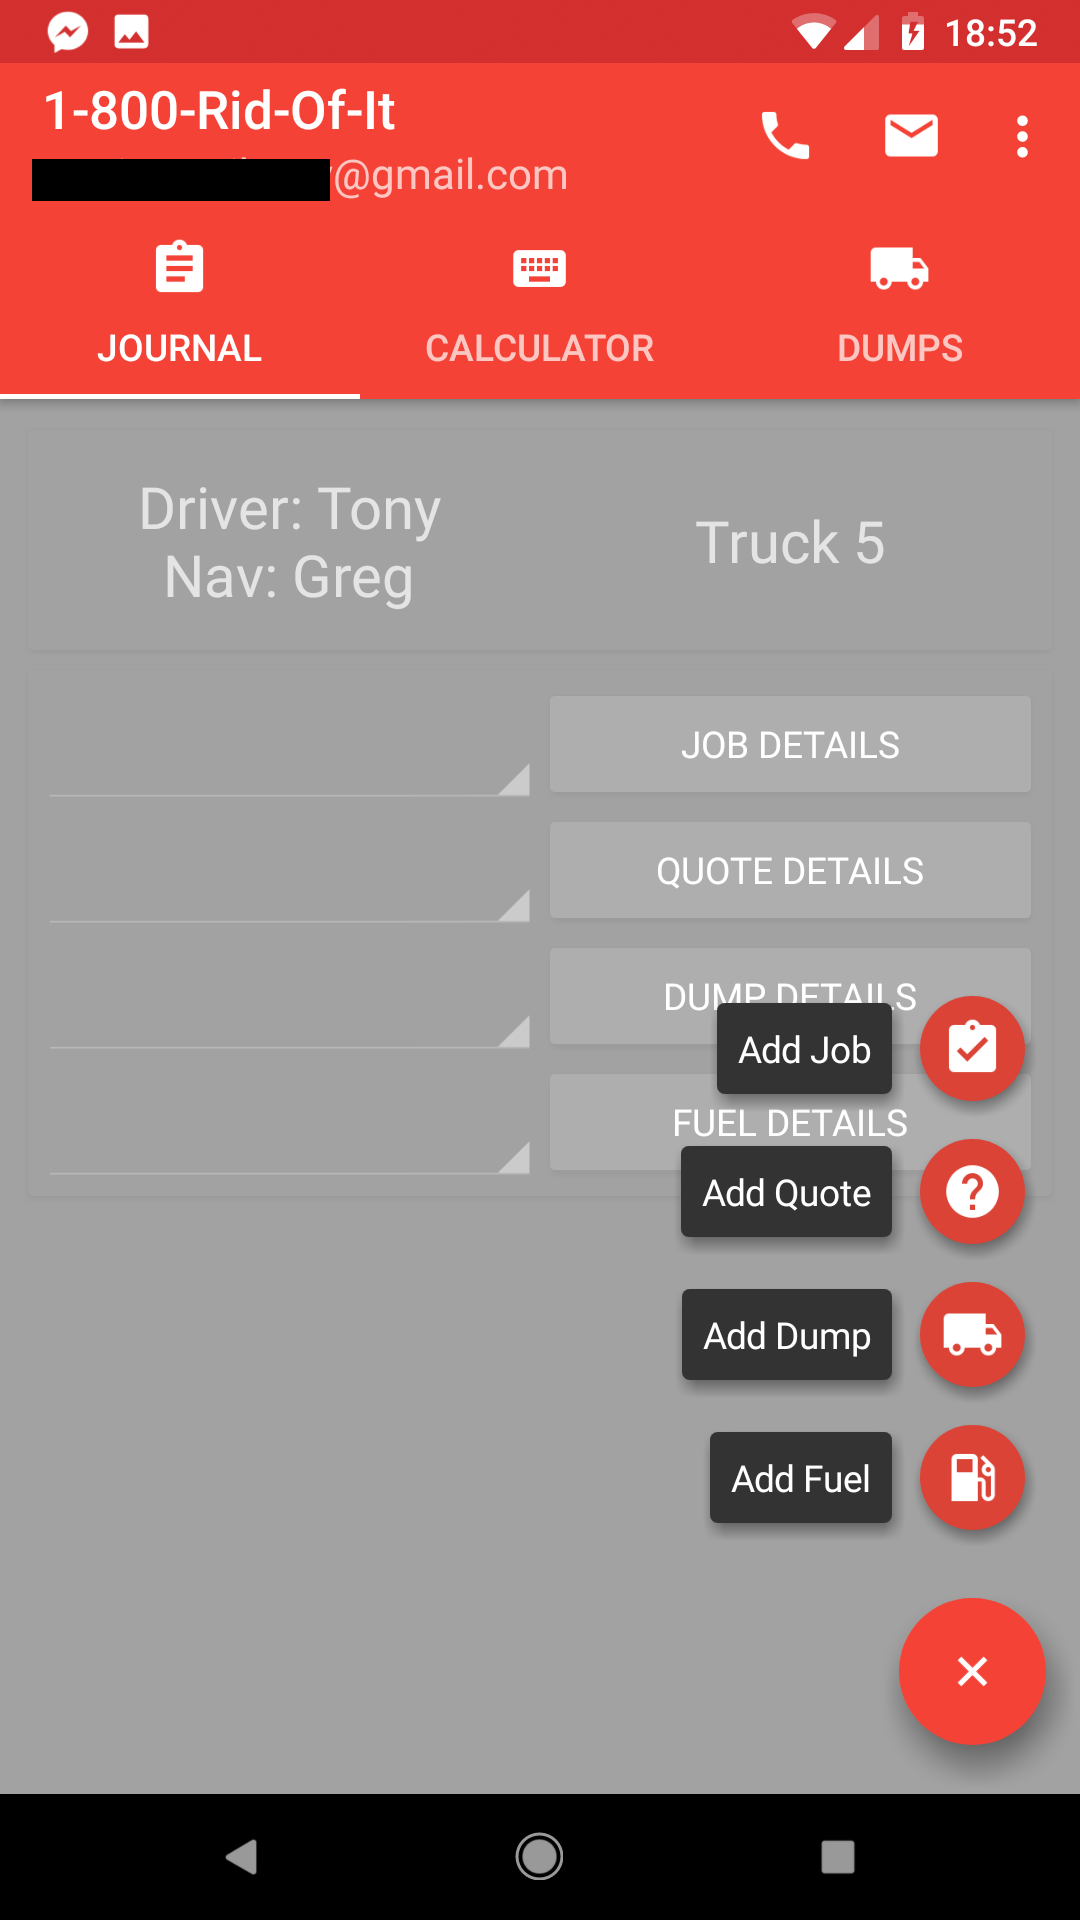 18:52
1-800-Rid-Of-It
@gmail.com
JOURNAL
CALCULATOR
DUMPS
Driver: Tony
Nav: Greg
Truck 5
JOB DETAILS
QUOTE DETAILS
DUMP DETAILS
Add Job
FUEL DETAILS
Add Quote
Add Dump
Add Fuel